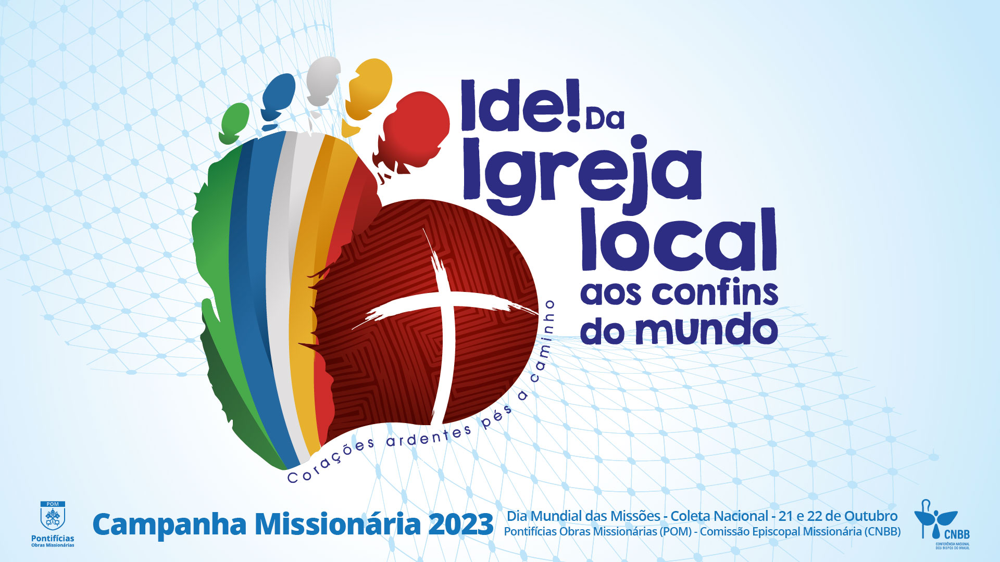 Ide! Da
Igreja
local
aos confins
do mundo
Corações ardentes pés a caminho
POM
Pontifícias
Obras Missionárias
Campanha Missionária 2023
Dia Mundial das Missões - Coleta Nacional - 21 e 22 de Outubro
Pontifícias Obras Missionárias (POM) - Comissão Episcopal Missionária (CNBB)
CNBB
CONFERÊNCIA NACIONAL
DOS BISPOS DO BRASIL